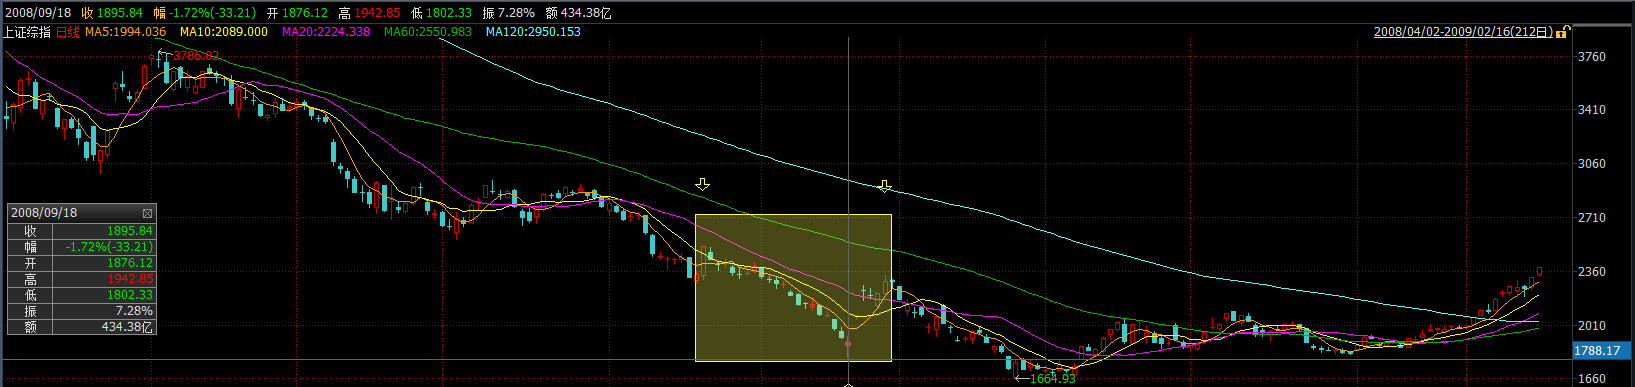 2008/09/18 收 1895.84 幅 -1.72%(-33.21) 开 1876.12 高 1942.85 低 1802.33 振 7.28% 额 434.38亿
上证综指 日线 MA5:1994.036 MA10:2089.000 MA20:2224.338 MA60:2550.983 MA120:2950.153 2008/04/02-2009/02/16(212日)
3786.02
3760
3410
3060
2710
2360
2010
1788.17
1660
2008/09/18
收 1895.84
幅 -1.72%(-33.21)
开 1876.12
高 1942.85
低 1802.33
振 7.28%
额 434.38亿
1664.93